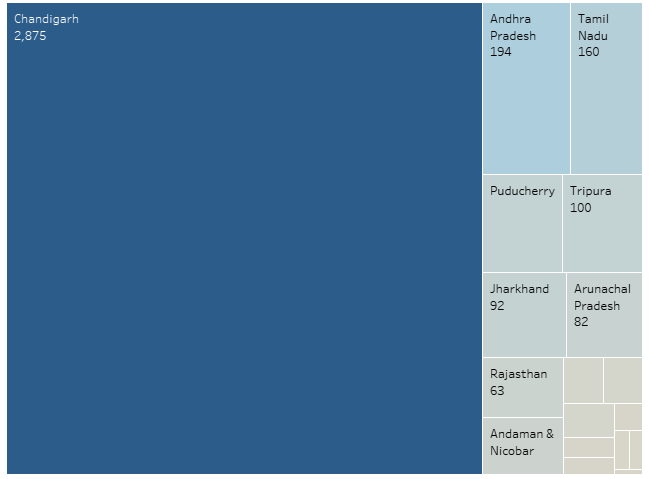 Chandigarh
2,875
Andhra
Pradesh
194
Tamil
Nadu
160
Puducherry
Tripura
100
Jharkhand
92
Arunachal
Pradesh
82
Rajasthan
63
Andaman &
Nicobar